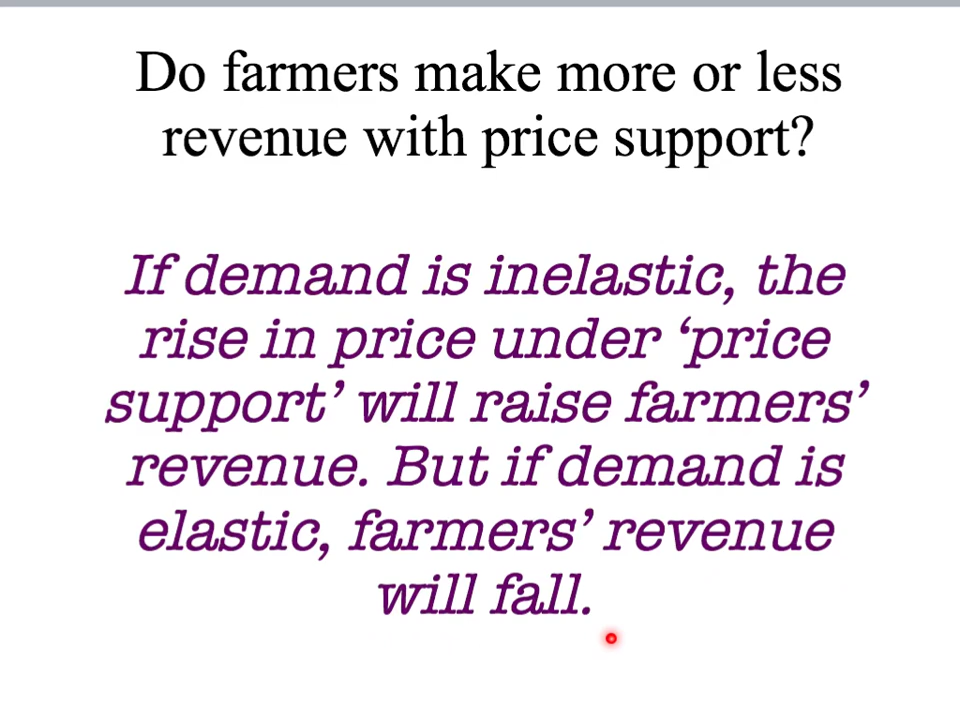 Do farmers make more or less
revenue with price support?
If demand is inelastic, the
rise in price under ‘price
support’ will raise farmers’
revenue. But if demand is
elastic, farmers’ revenue
will fall.